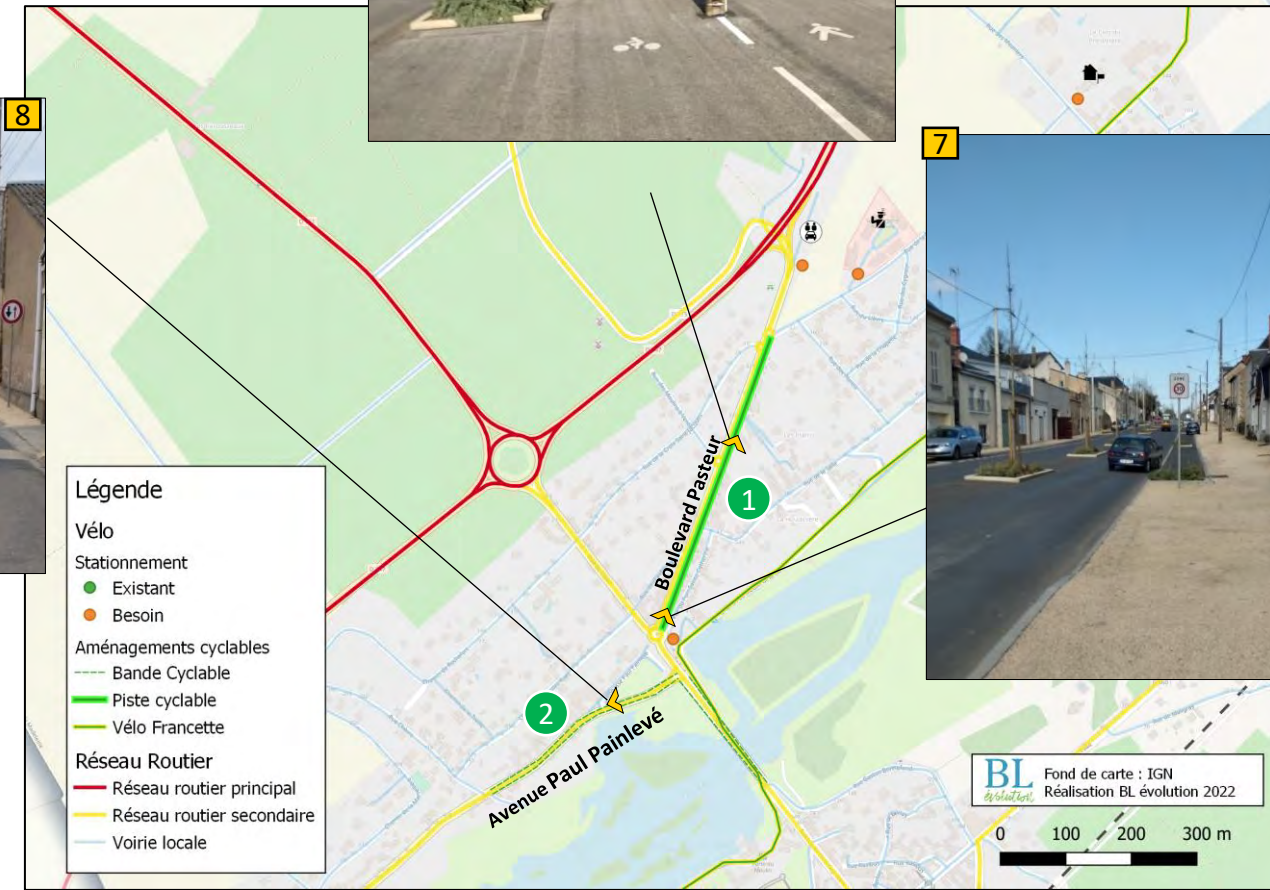 8
7
Boulevard Pasteur
1
2
Avenue Paul Painlevé
Légende
Vélo
Stationnement
Existant
Besoin
Aménagements cyclables
Bande Cyclable
Piste cyclable
Vélo Francette
Réseau Routier
Réseau routier principal
Réseau routier secondaire
Voirie locale
BL
évolution
Fond de carte : IGN
Réalisation BL évolution 2022
0 100 200 300 m